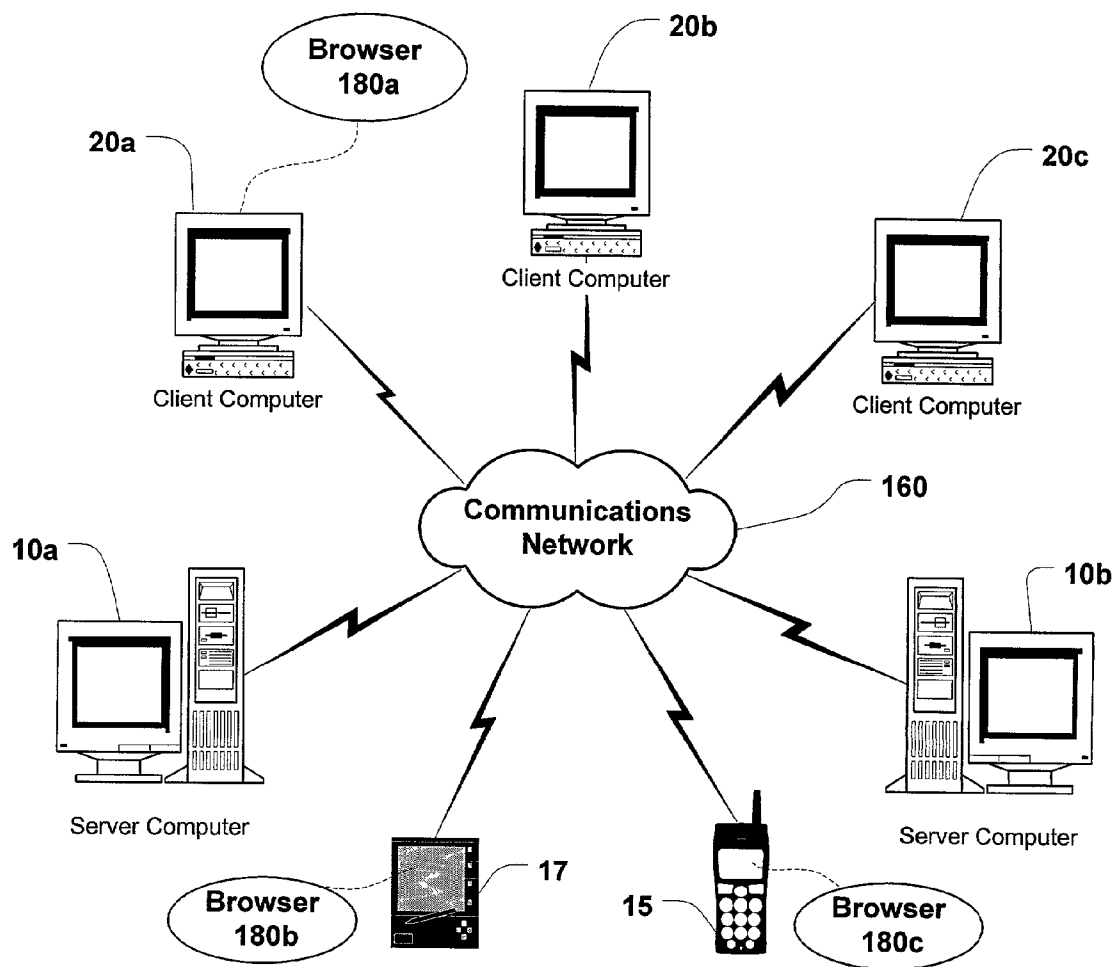 Browser
180a
20b
20a
20c
Client Computer
Client Computer
Client Computer
Communications
Network
160
10a
10b
Server Computer
Server Computer
17
15
Browser
180b
Browser
180c